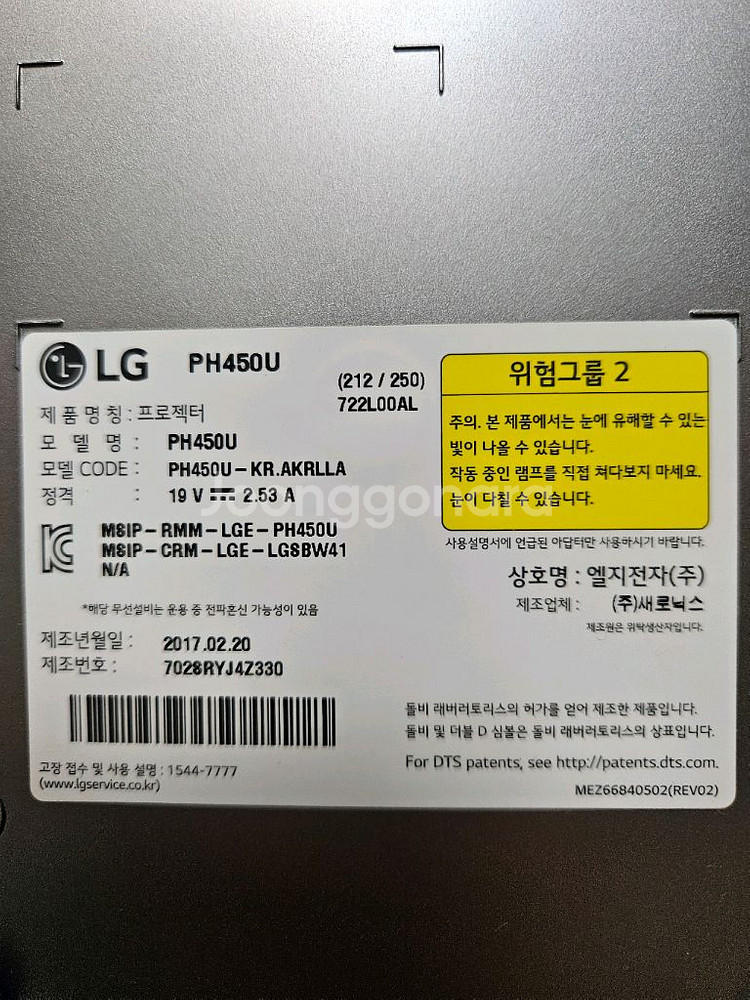 LG PH450U
(212 / 250)
722L00AL
제 품 명 칭 : 프로젝터
모 델 명 : PH450U
모델 CODE : PH450U-KR.AKRLLA
정격 : 19 V 2.53 A
MSIP-RMM-LGE-PH450U
MSIP-CRM-LGE-LGSBW41
N/A
*해당 무선설비는 운용 중 전파혼신 가능성이 있음
제조년월일 : 2017.02.20
제조번호 : 702SRYJ4Z330
고장 접수 및 사용 설명 : 1544-7777
(www.lgservice.co.kr)
위험그룹 2
주의. 본 제품에서는 눈에 유해할 수 있는
빛이 나올 수 있습니다.
작동 중인 램프를 직접 쳐다보지 마세요.
눈이 다칠 수 있습니다.
사용설명서에 언급된 아답터만 사용하시기 바랍니다.
상호명 : 엘지전자(주)
제조업체 : (주)새로닉스
제조원은 위탁생산자입니다.
돌비 래버러토리스의 허가를 얻어 제조한 제품입니다.
돌비 및 더블 D 심볼은 돌비 래버러토리스의 상표입니다.
For DTS patents, see http://patents.dts.com.
MEZ66840502(REV02)
Joonggonara